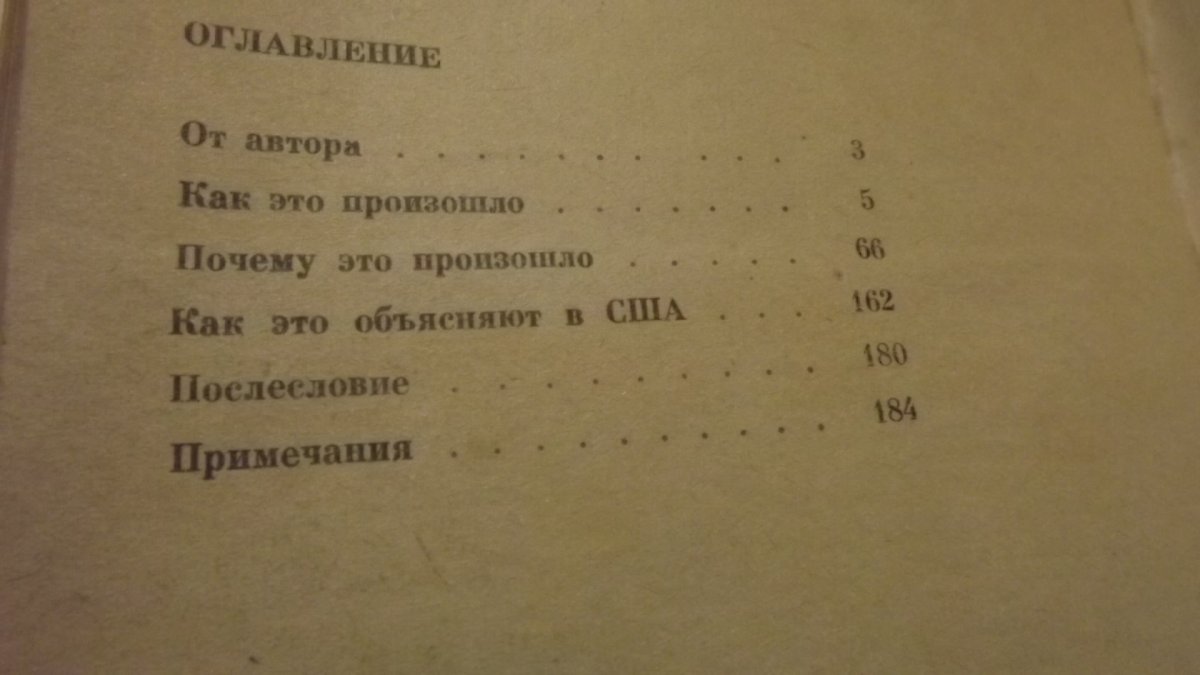 ОГЛАВЛЕНИЕ
От автора . . . . . . . . . . 3
Как это произошло . . . . . . . 5
Почему это произошло . . . . . 66
Как это объясняют в США . . . 162
Послесловие . . . . . . . . . 180
Примечания . . . . . . . . . 184